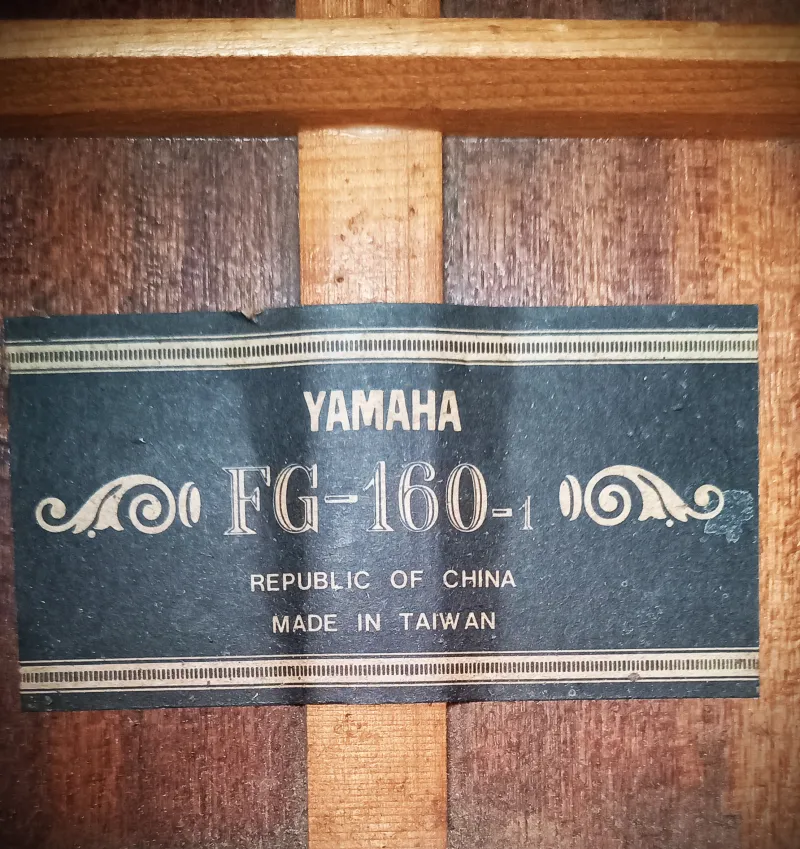 YAMAHA
FG-160-1
REPUBLIC OF CHINA
MADE IN TAIWAN